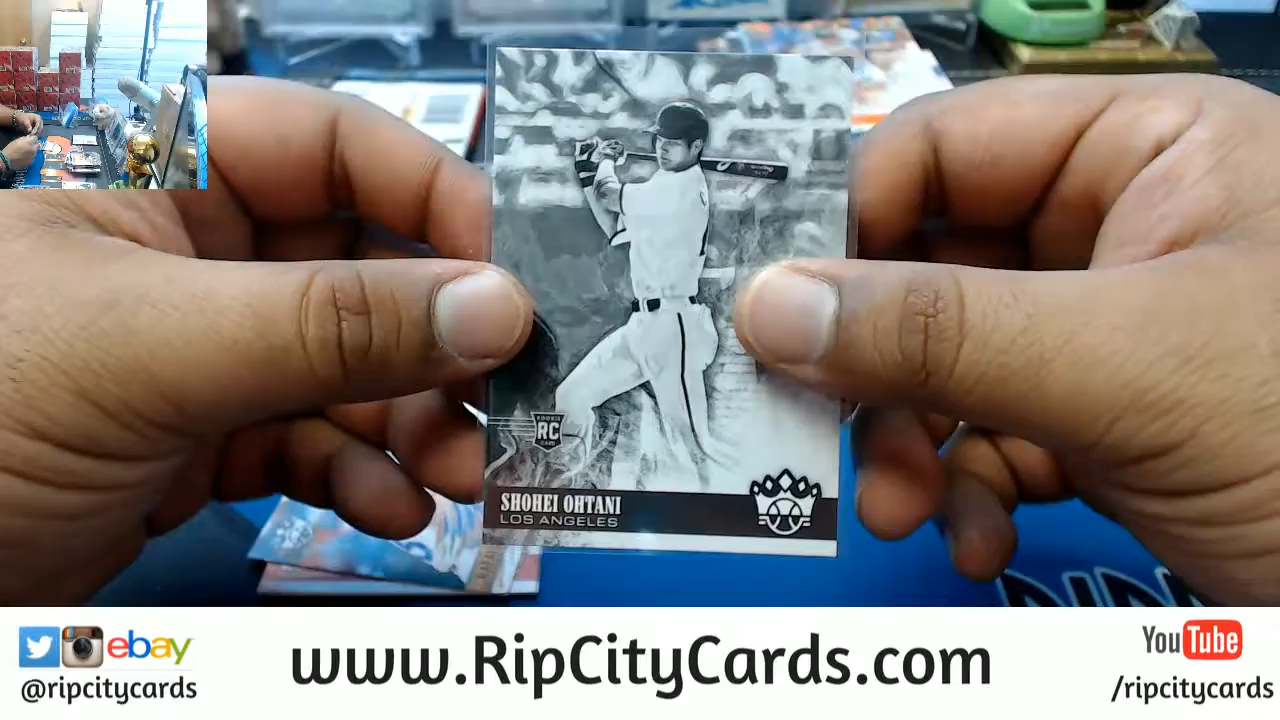 ROOKIE
RC
CARD
SHOHEI OHTANI
LOS ANGELES
ebay
@ripcitycards
www.RipCityCards.com
YouTube
/ripcitycards